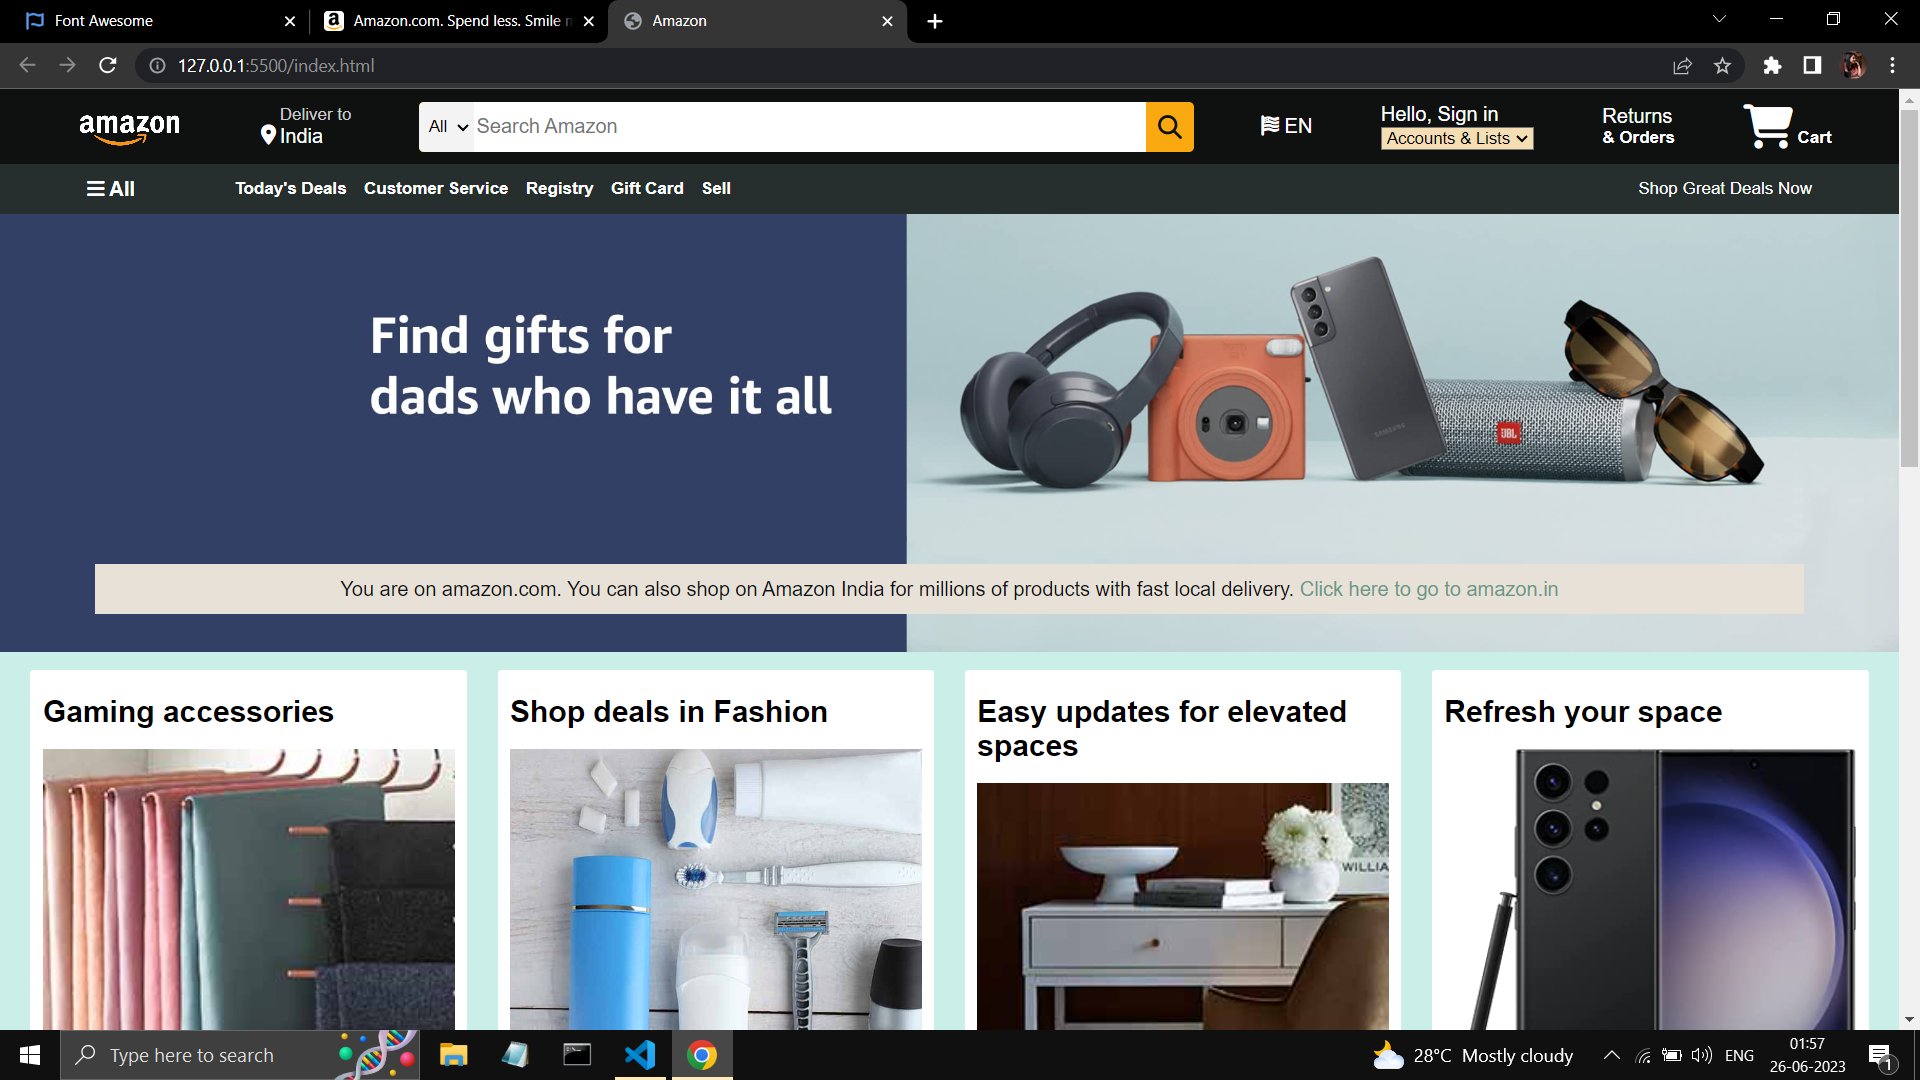 Font Awesome
Amazon.com. Spend less. Smile
Amazon
127.0.0.1:5500/index.html
amazon
Deliver to
India
All
Search Amazon
EN
Hello, Sign in
Accounts & Lists
Returns
& Orders
Cart
All
Today's Deals
Customer Service
Registry
Gift Card
Sell
Shop Great Deals Now
Find gifts for
dads who have it all
SAMSUNG
JBL
You are on amazon.com. You can also shop on Amazon India for millions of products with fast local delivery. Click here to go to amazon.in
Gaming accessories
Shop deals in Fashion
Easy updates for elevated
spaces
Refresh your space
WILLIA
Type here to search
28°C Mostly cloudy
ENG
01:57
26-06-2023
1